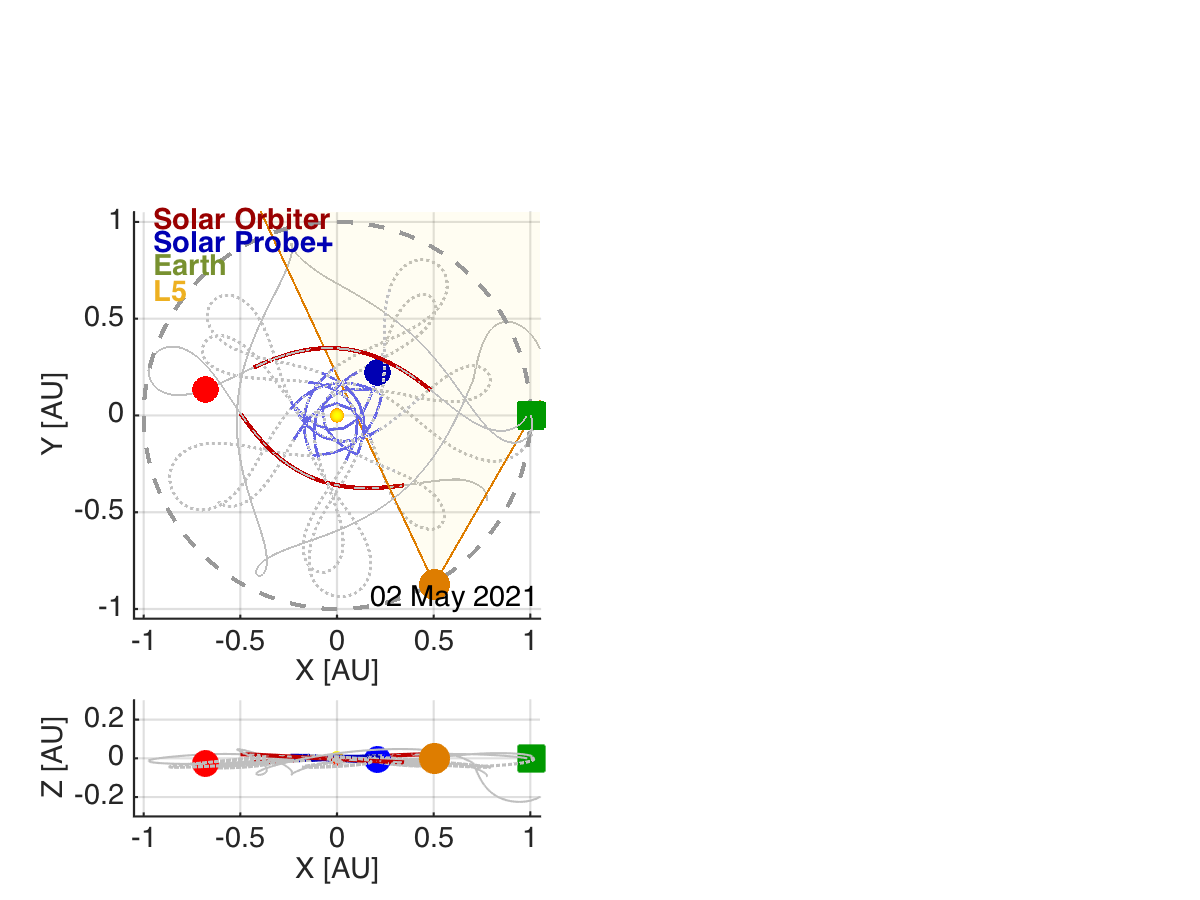 Solar Orbiter
Solar Probe+
Earth
L5
1
0.5
0
-0.5
-1
Y [AU]
02 May 2021
-1 -0.5 0 0.5 1
X [AU]
0.2
0
-0.2
Z [AU]
-1 -0.5 0 0.5 1
X [AU]